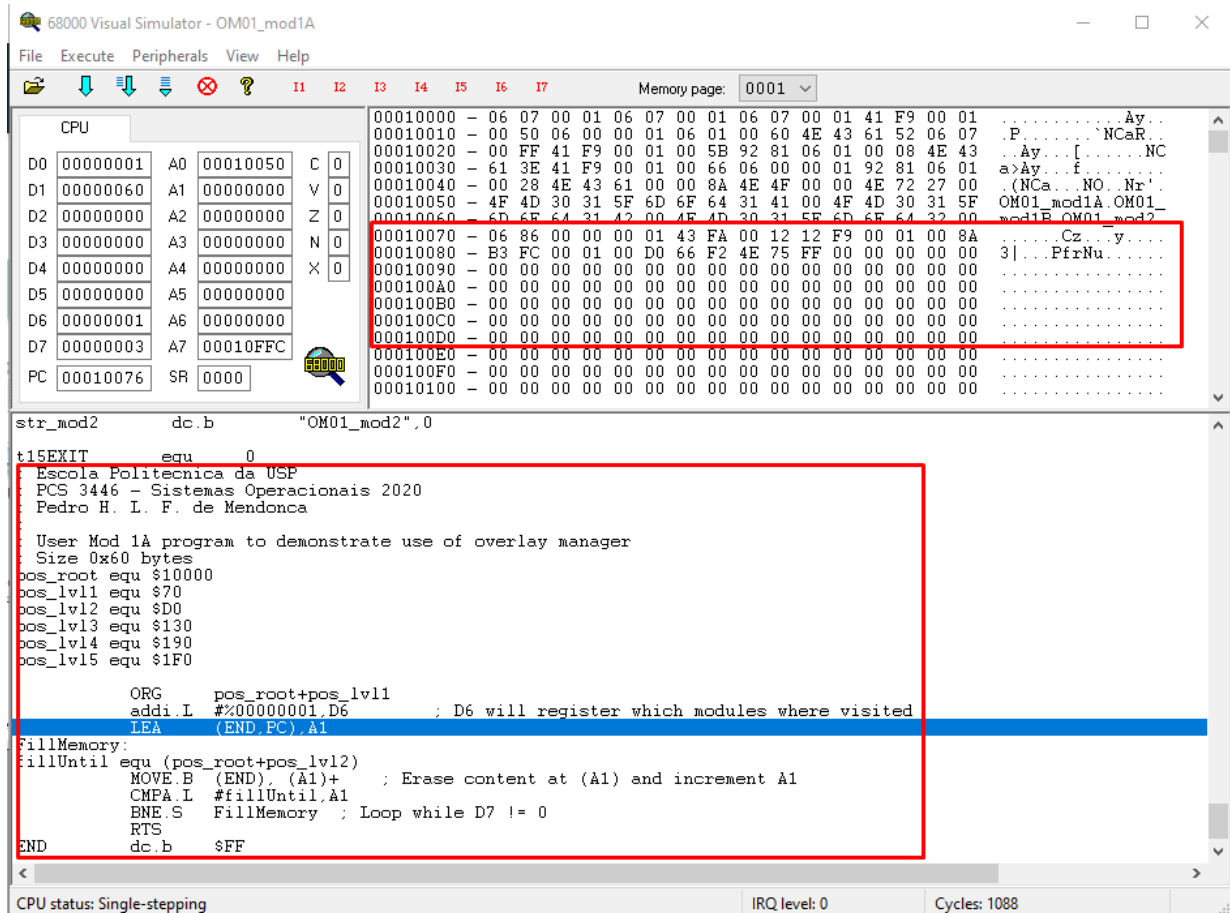 68000 Visual Simulator - OM01_mod1A
File Execute Peripherals View Help
I1 I2 I3 I4 I5 I6 I7 Memory page: 0001
CPU
D0 00000001 A0 00010050 C 0
D1 00000060 A1 00000000 V 0
D2 00000000 A2 00000000 Z 0
D3 00000000 A3 00000000 N 0
D4 00000000 A4 00000000 X 0
D5 00000000 A5 00000000
D6 00000001 A6 00000000
D7 00000003 A7 00010FFC
PC 00010076 SR 0000
68000
00010000 - 06 07 00 01 06 07 00 01 06 07 00 01 41 F9 00 01 ............Ay..
00010010 - 00 50 06 00 00 01 06 01 00 60 4E 43 61 52 06 07 .P.......`NCaR..
00010020 - 00 FF 41 F9 00 01 00 5B 92 81 06 01 00 08 4E 43 ..Ay...[......NC
00010030 - 61 3E 41 F9 00 01 00 66 06 00 00 01 92 81 06 01 a>Ay...f........
00010040 - 00 28 4E 43 61 00 00 8A 4E 4F 00 00 4E 72 27 00 .(NCa...NO..Nr'.
00010050 - 4F 4D 30 31 5F 6D 6F 64 31 41 00 4F 4D 30 31 5F OM01_mod1A.OM01_
00010060 - 6D 6F 64 31 42 00 4F 4D 30 31 5F 6D 6F 64 32 00 mod1B.OM01_mod2.
00010070 - 06 86 00 00 00 01 43 FA 00 12 12 F9 00 01 00 8A ......Cz...y....
00010080 - B3 FC 00 01 00 D0 66 F2 4E 75 FF 00 00 00 00 00 3|...PfrNu......
00010090 - 00 00 00 00 00 00 00 00 00 00 00 00 00 00 00 00 ................
000100A0 - 00 00 00 00 00 00 00 00 00 00 00 00 00 00 00 00 ................
000100B0 - 00 00 00 00 00 00 00 00 00 00 00 00 00 00 00 00 ................
000100C0 - 00 00 00 00 00 00 00 00 00 00 00 00 00 00 00 00 ................
000100D0 - 00 00 00 00 00 00 00 00 00 00 00 00 00 00 00 00 ................
000100E0 - 00 00 00 00 00 00 00 00 00 00 00 00 00 00 00 00 ................
000100F0 - 00 00 00 00 00 00 00 00 00 00 00 00 00 00 00 00 ................
00010100 - 00 00 00 00 00 00 00 00 00 00 00 00 00 00 00 00 ................
str_mod2 dc.b "OM01_mod2",0
t15EXIT equ 0
; Escola Politecnica da USP
; PCS 3446 - Sistemas Operacionais 2020
; Pedro H. L. F. de Mendonca
;
; User Mod 1A program to demonstrate use of overlay manager
; Size 0x60 bytes
pos_root equ $10000
pos_lvl1 equ $70
pos_lvl2 equ $D0
pos_lvl3 equ $130
pos_lvl4 equ $190
pos_lvl5 equ $1F0
ORG pos_root+pos_lvl1
addi.L #%00000001,D6 ; D6 will register which modules where visited
LEA (END,PC),A1
FillMemory:
fillUntil equ (pos_root+pos_lvl2)
MOVE.B (END), (A1)+ ; Erase content at (A1) and increment A1
CMPA.L #fillUntil,A1
BNE.S FillMemory ; Loop while D7 != 0
RTS
END dc.b $FF
CPU status: Single-stepping IRQ level: 0 Cycles: 1088